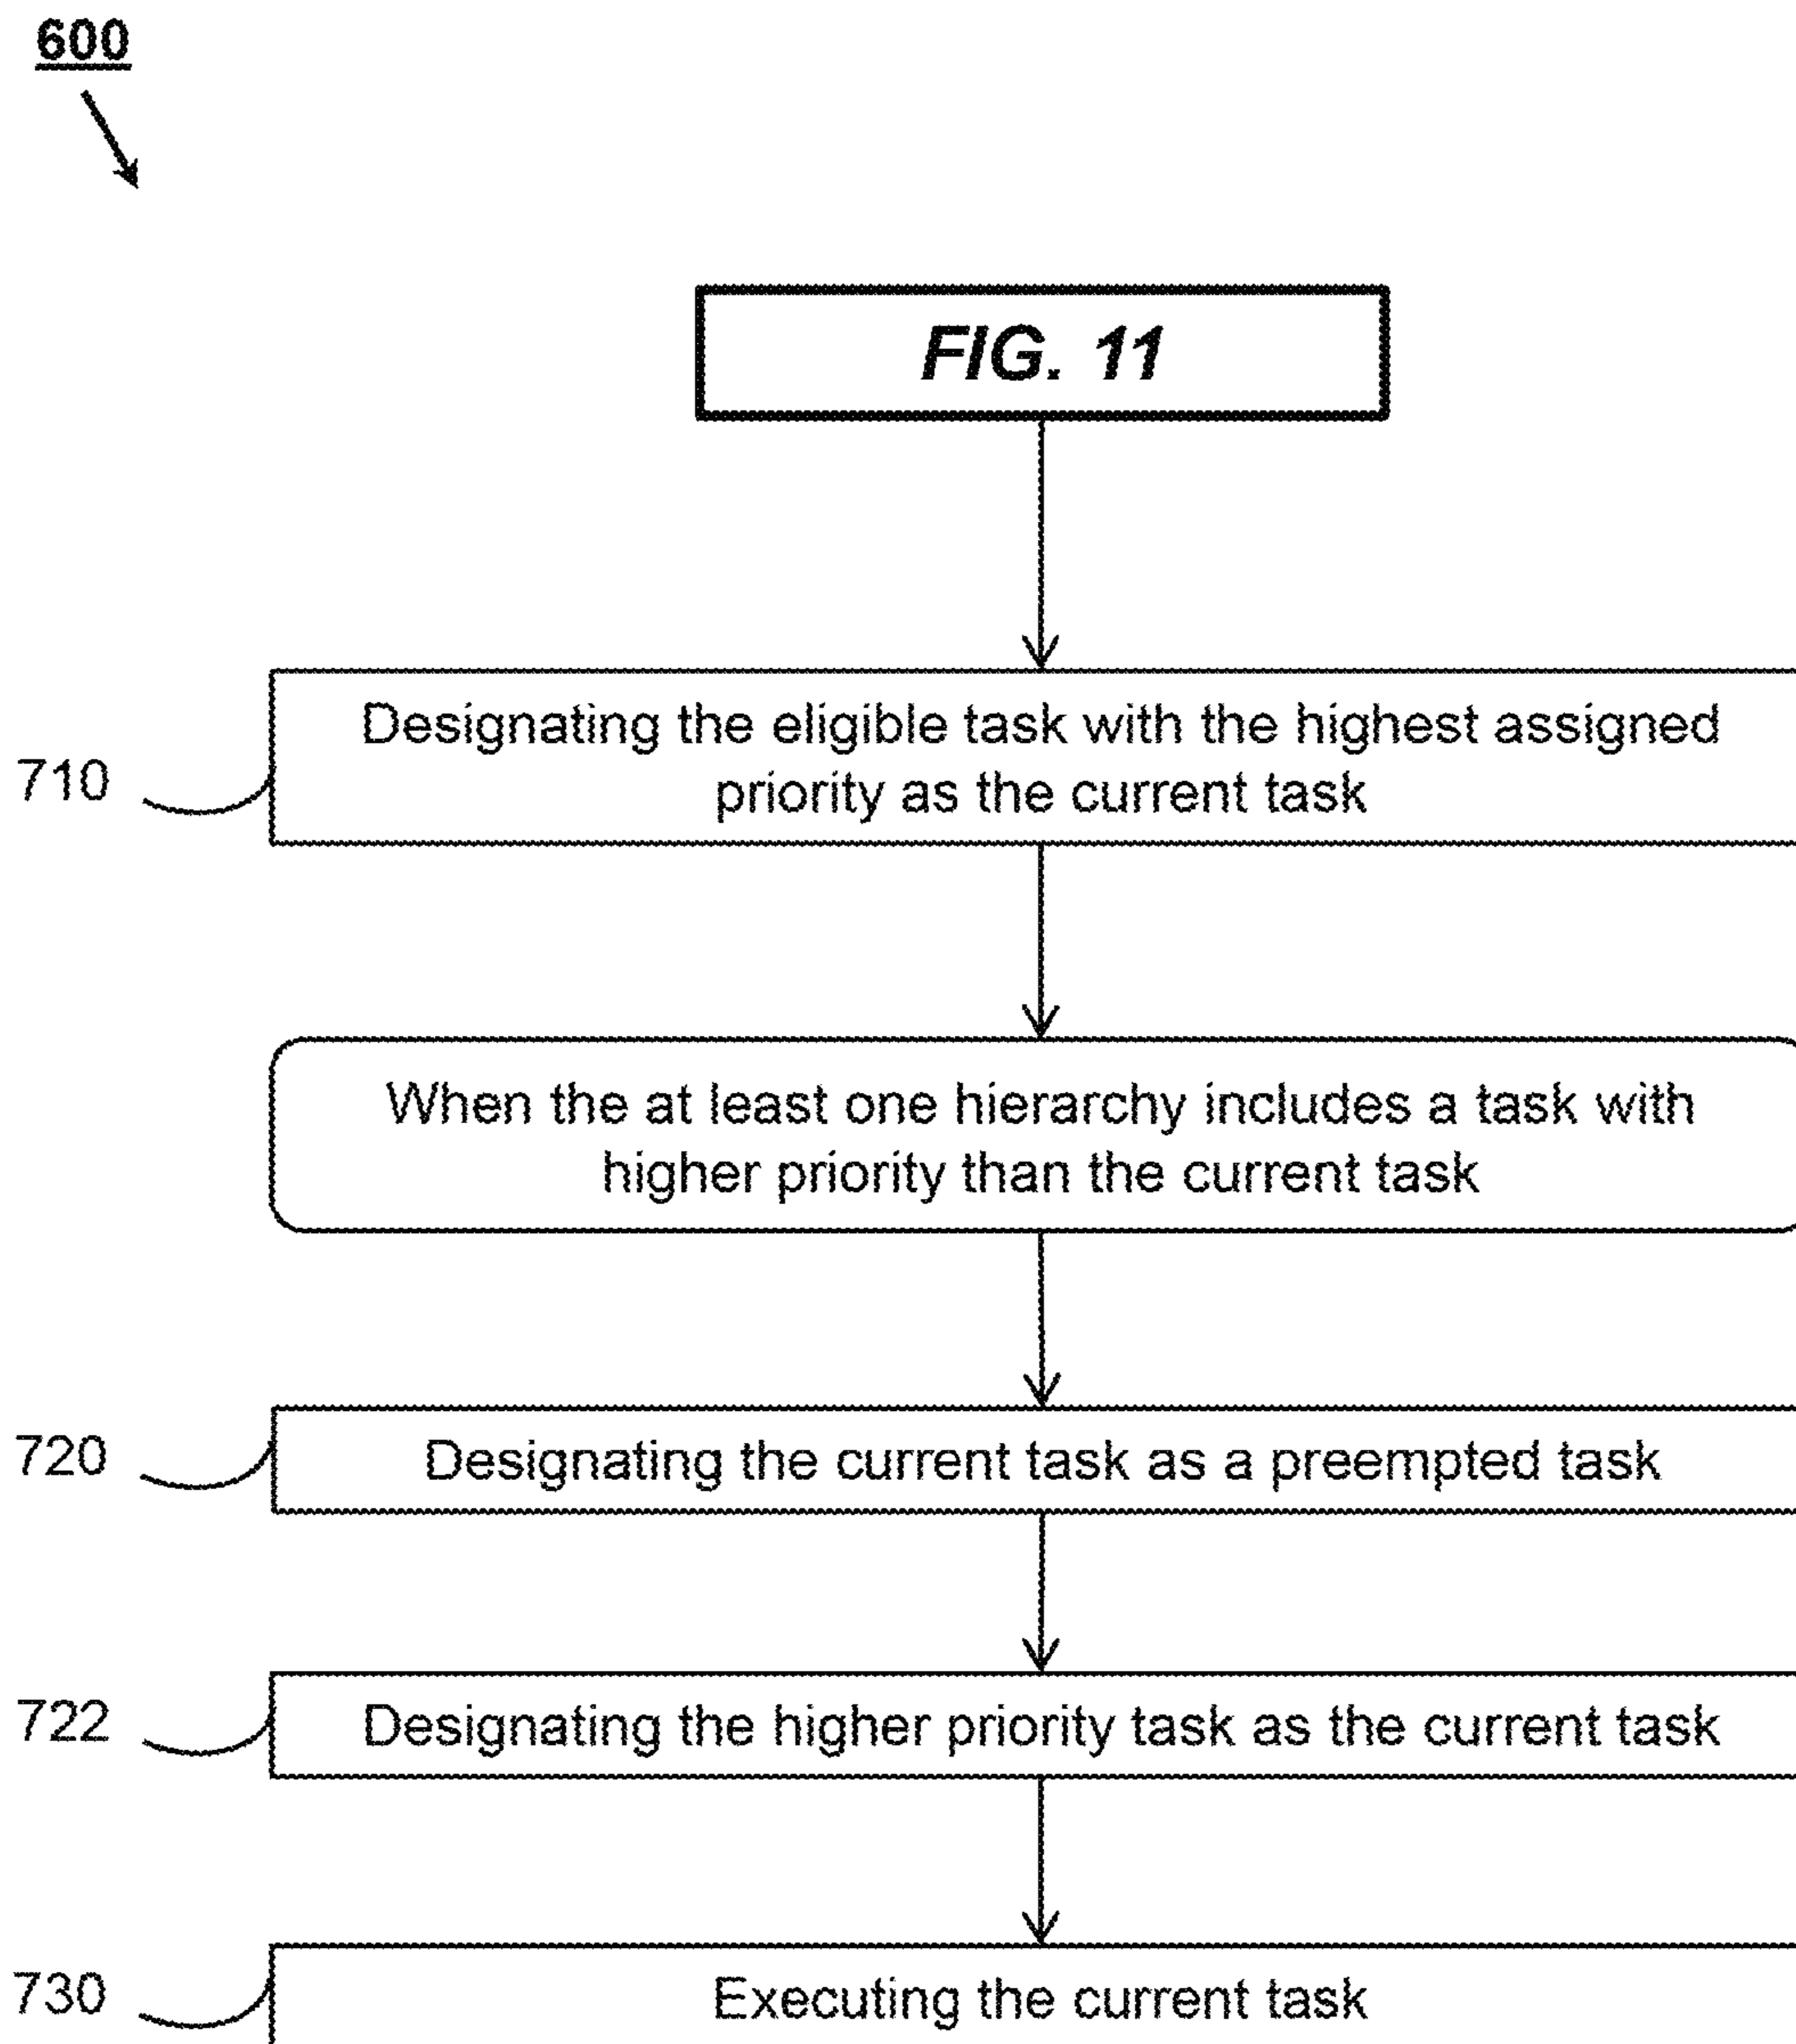 600
FIG. 11
710
Designating the eligible task with the highest assigned
priority as the current task
When the at least one hierarchy includes a task with
higher priority than the current task
720
Designating the current task as a preempted task
722
Designating the higher priority task as the current task
730
Executing the current task